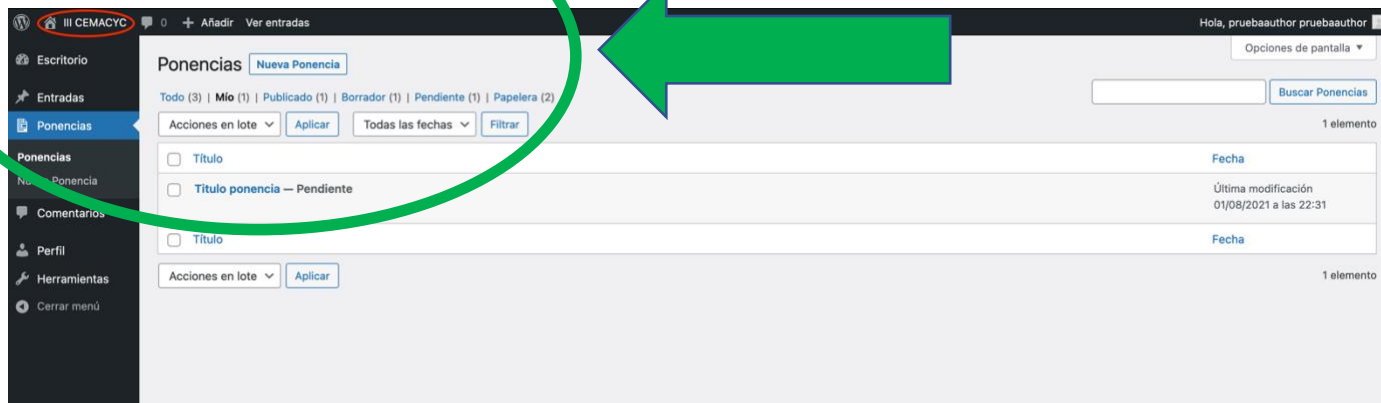 III CEMACYC 0 + Añadir Ver entradas Hola, pruebaauthor pruebaauthor
Opciones de pantalla ▼
Escritorio
Entradas
Ponencias
Ponencias
Ponencia
Comentarios
Perfil
Herramientas
Cerrar menú
Ponencias Nueva Ponencia
Todo (3) | Mío (1) | Publicado (1) | Borrador (1) | Pendiente (1) | Papelera (2)
Buscar Ponencias
Acciones en lote Aplicar Todas las fechas Filtrar 1 elemento
Título Fecha
Titulo ponencia — Pendiente Última modificación
01/08/2021 a las 22:31
Título Fecha
Acciones en lote Aplicar 1 elemento